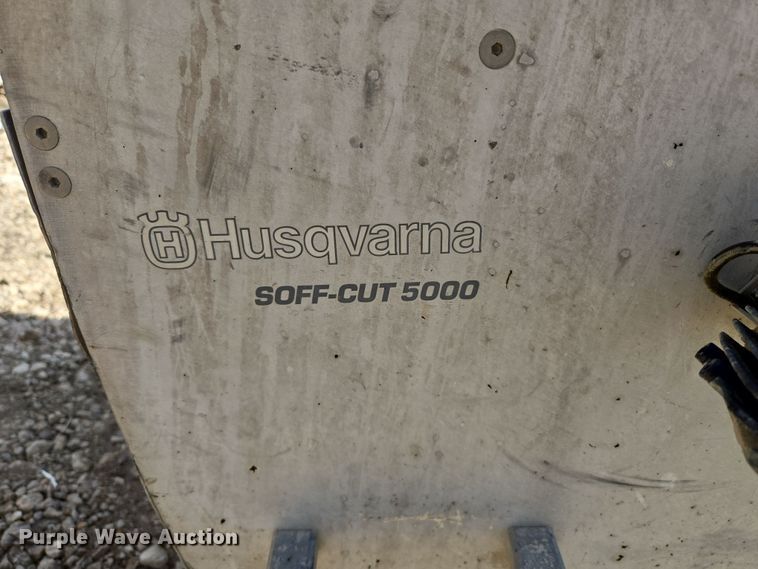 H Husqvarna
SOFF-CUT 5000
Purple Wave Auction